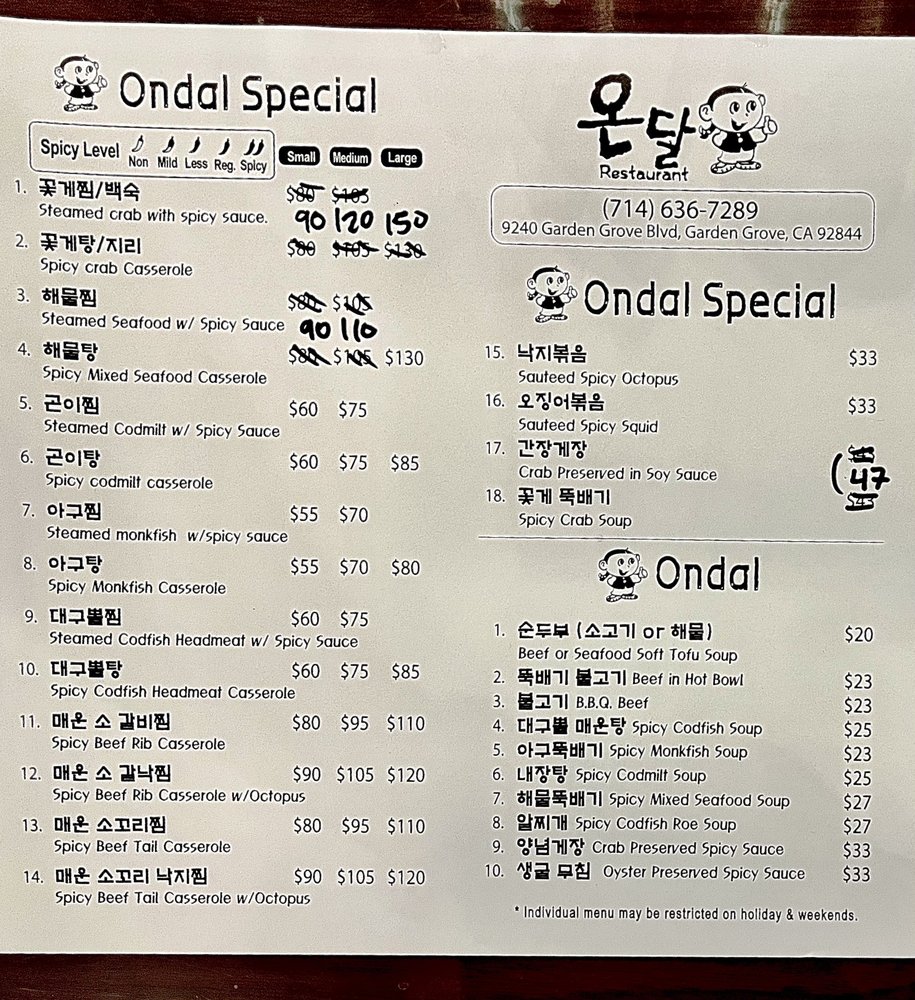 Ondal Special
Spicy Level Non Mild Less Reg. Spicy Small Medium Large
1. 꽃게찜/백숙 $80 $105
Steamed crab with spicy sauce. 90 120 150
2. 꽃게탕/지리 $80 $105 $130
Spicy crab Casserole
3. 해물찜 $80 $105
Steamed Seafood w/ Spicy Sauce 90 110
4. 해물탕 $80 $105 $130
Spicy Mixed Seafood Casserole
5. 곤이찜 $60 $75
Steamed Codmilt w/ Spicy Sauce
6. 곤이탕 $60 $75 $85
Spicy codmilt casserole
7. 아구찜 $55 $70
Steamed monkfish w/spicy sauce
8. 아구탕 $55 $70 $80
Spicy Monkfish Casserole
9. 대구뽈찜 $60 $75
Steamed Codfish Headmeat w/ Spicy Sauce
10. 대구뽈탕 $60 $75 $85
Spicy Codfish Headmeat Casserole
11. 매운 소 갈비찜 $80 $95 $110
Spicy Beef Rib Casserole
12. 매운 소 갈낙찜 $90 $105 $120
Spicy Beef Rib Casserole w/Octopus
13. 매운 소꼬리찜 $80 $95 $110
Spicy Beef Tail Casserole
14. 매운 소꼬리 낙지찜 $90 $105 $120
Spicy Beef Tail Casserole w/Octopus
온달
Restaurant
(714) 636-7289
9240 Garden Grove Blvd, Garden Grove, CA 92844
Ondal Special
15. 낙지볶음 $33
Sauteed Spicy Octopus
16. 오징어볶음 $33
Sauteed Spicy Squid
17. 간장게장
Crab Preserved in Soy Sauce 47
18. 꽃게 뚝배기 $43
Spicy Crab Soup
Ondal
1. 순두부 (소고기 or 해물) $20
Beef or Seafood Soft Tofu Soup
2. 뚝배기 불고기 Beef in Hot Bowl $23
3. 불고기 B.B.Q. Beef $23
4. 대구뽈 매운탕 Spicy Codfish Soup $25
5. 아구뚝배기 Spicy Monkfish Soup $23
6. 내장탕 Spicy Codmilt Soup $25
7. 해물뚝배기 Spicy Mixed Seafood Soup $27
8. 알찌개 Spicy Codfish Roe Soup $27
9. 양념게장 Crab Preserved Spicy Sauce $33
10. 생굴 무침 Oyster Preserved Spicy Sauce $33
* Individual menu may be restricted on holiday & weekends.